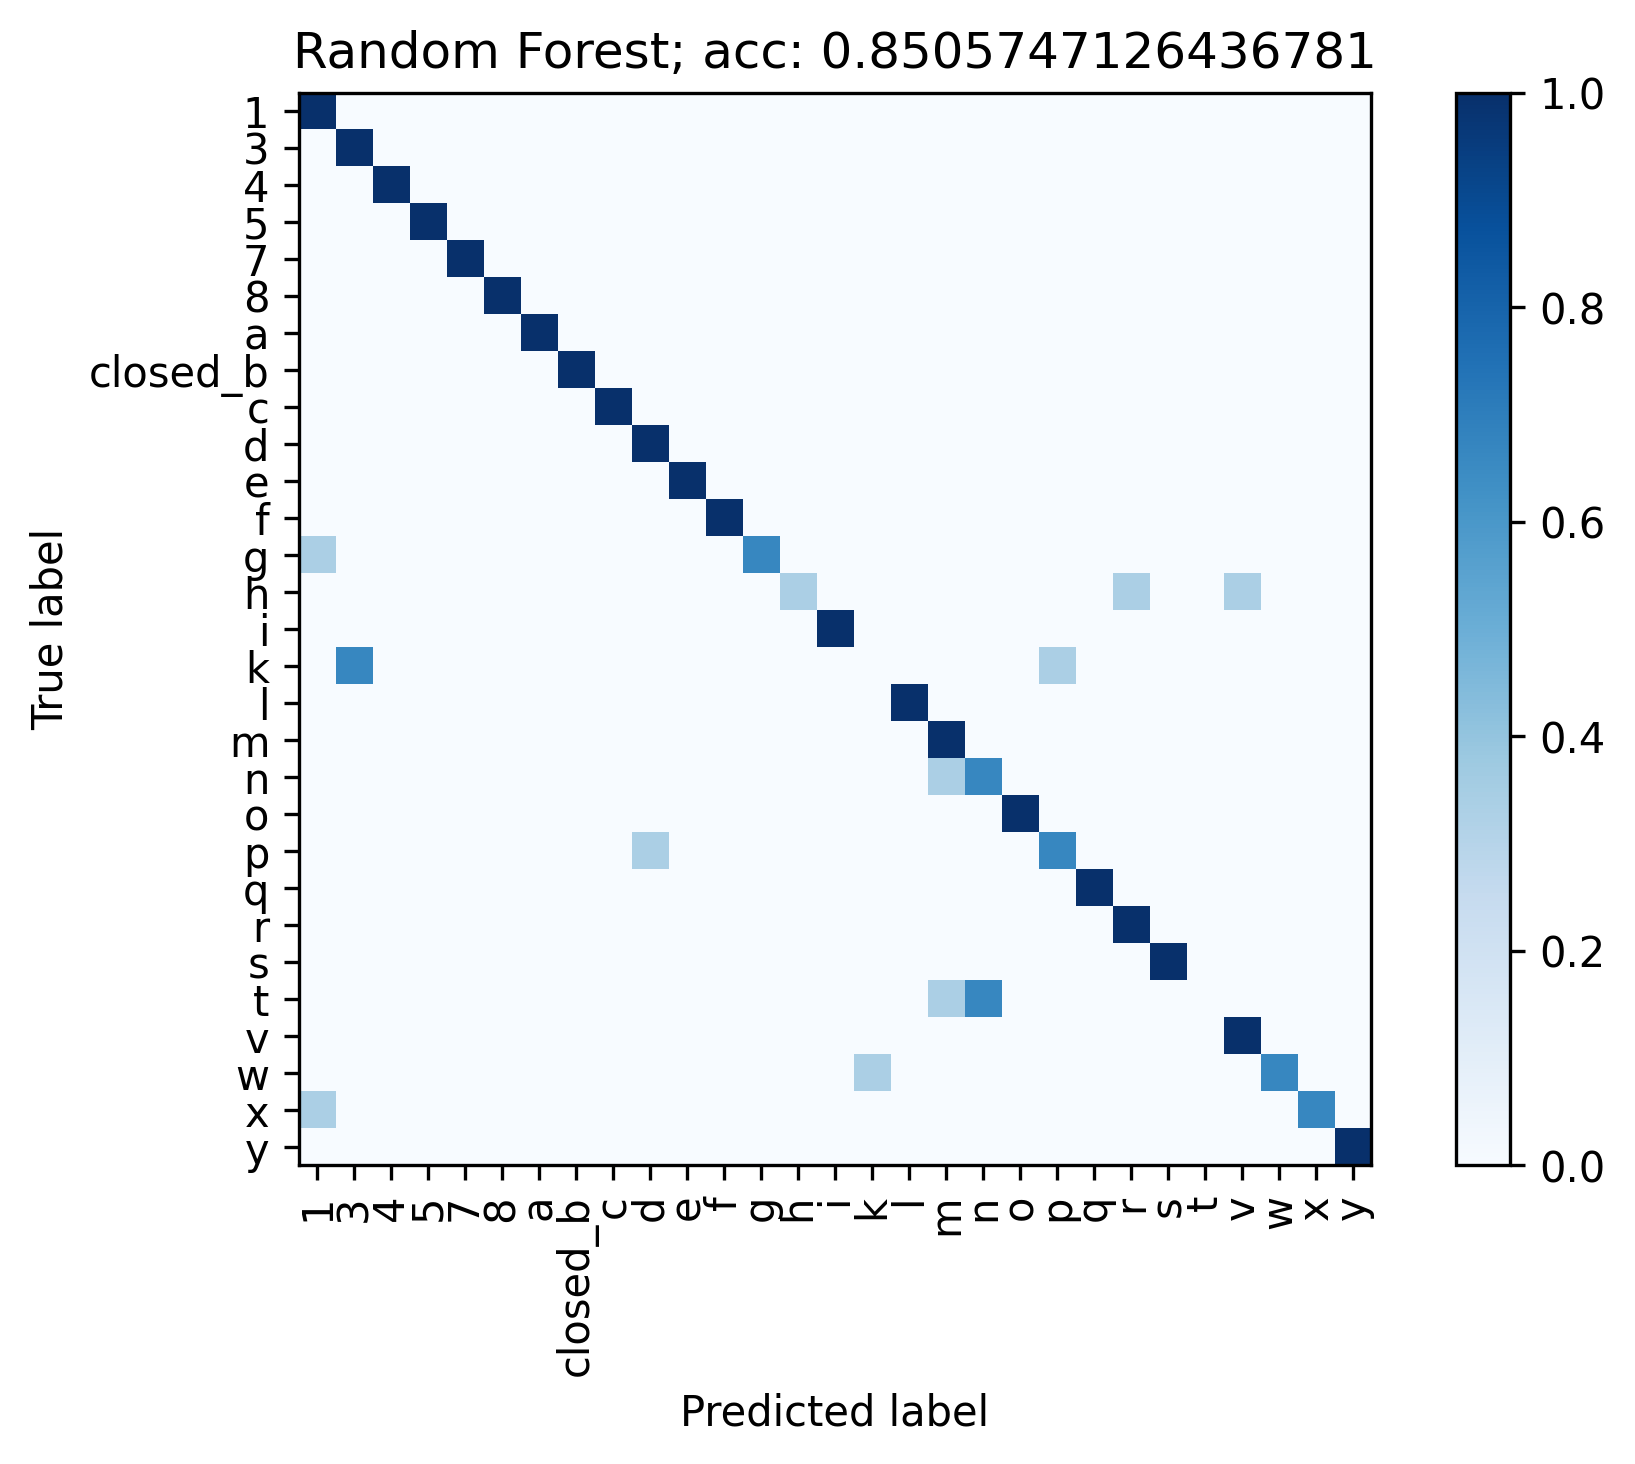 Random Forest; acc: 0.8505747126436781
True label
1
3
4
5
7
8
a
closed_b
c
d
e
f
g
h
i
k
l
m
n
o
p
q
r
s
t
v
w
x
y
1 3 4 5 7 8 a closed_b c d e f g h i k l m n o p q r s t v w x y
Predicted label
1.0
0.8
0.6
0.4
0.2
0.0